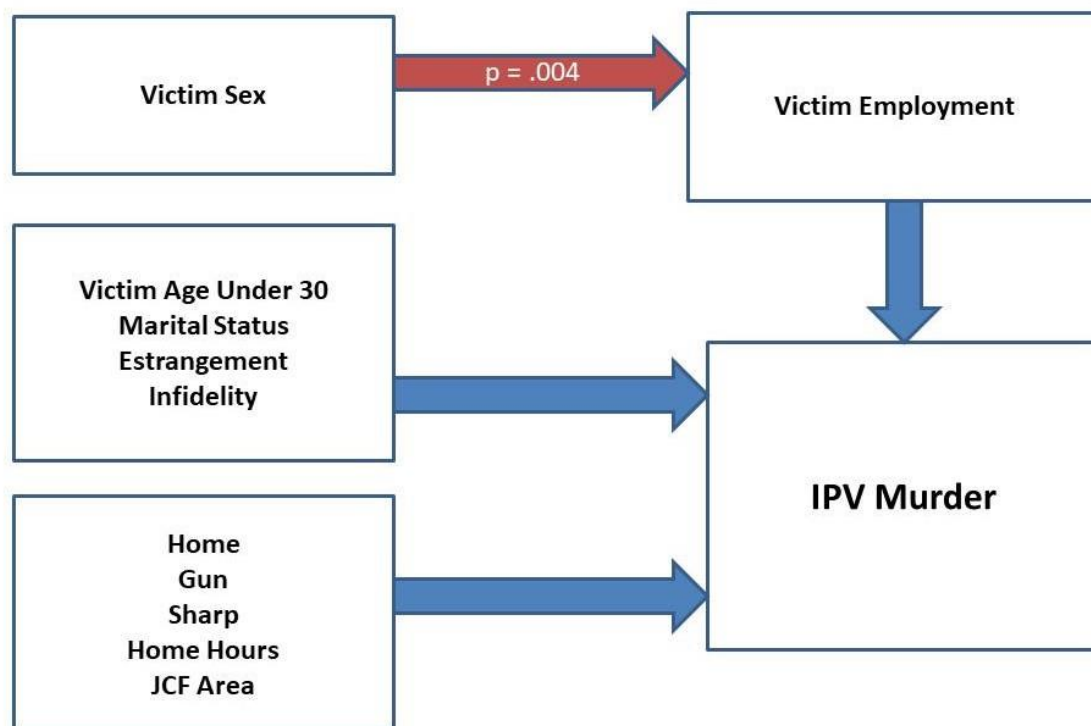 Victim Sex
p = .004
Victim Employment
Victim Age Under 30
Marital Status
Estrangement
Infidelity
IPV Murder
Home
Gun
Sharp
Home Hours
JCF Area